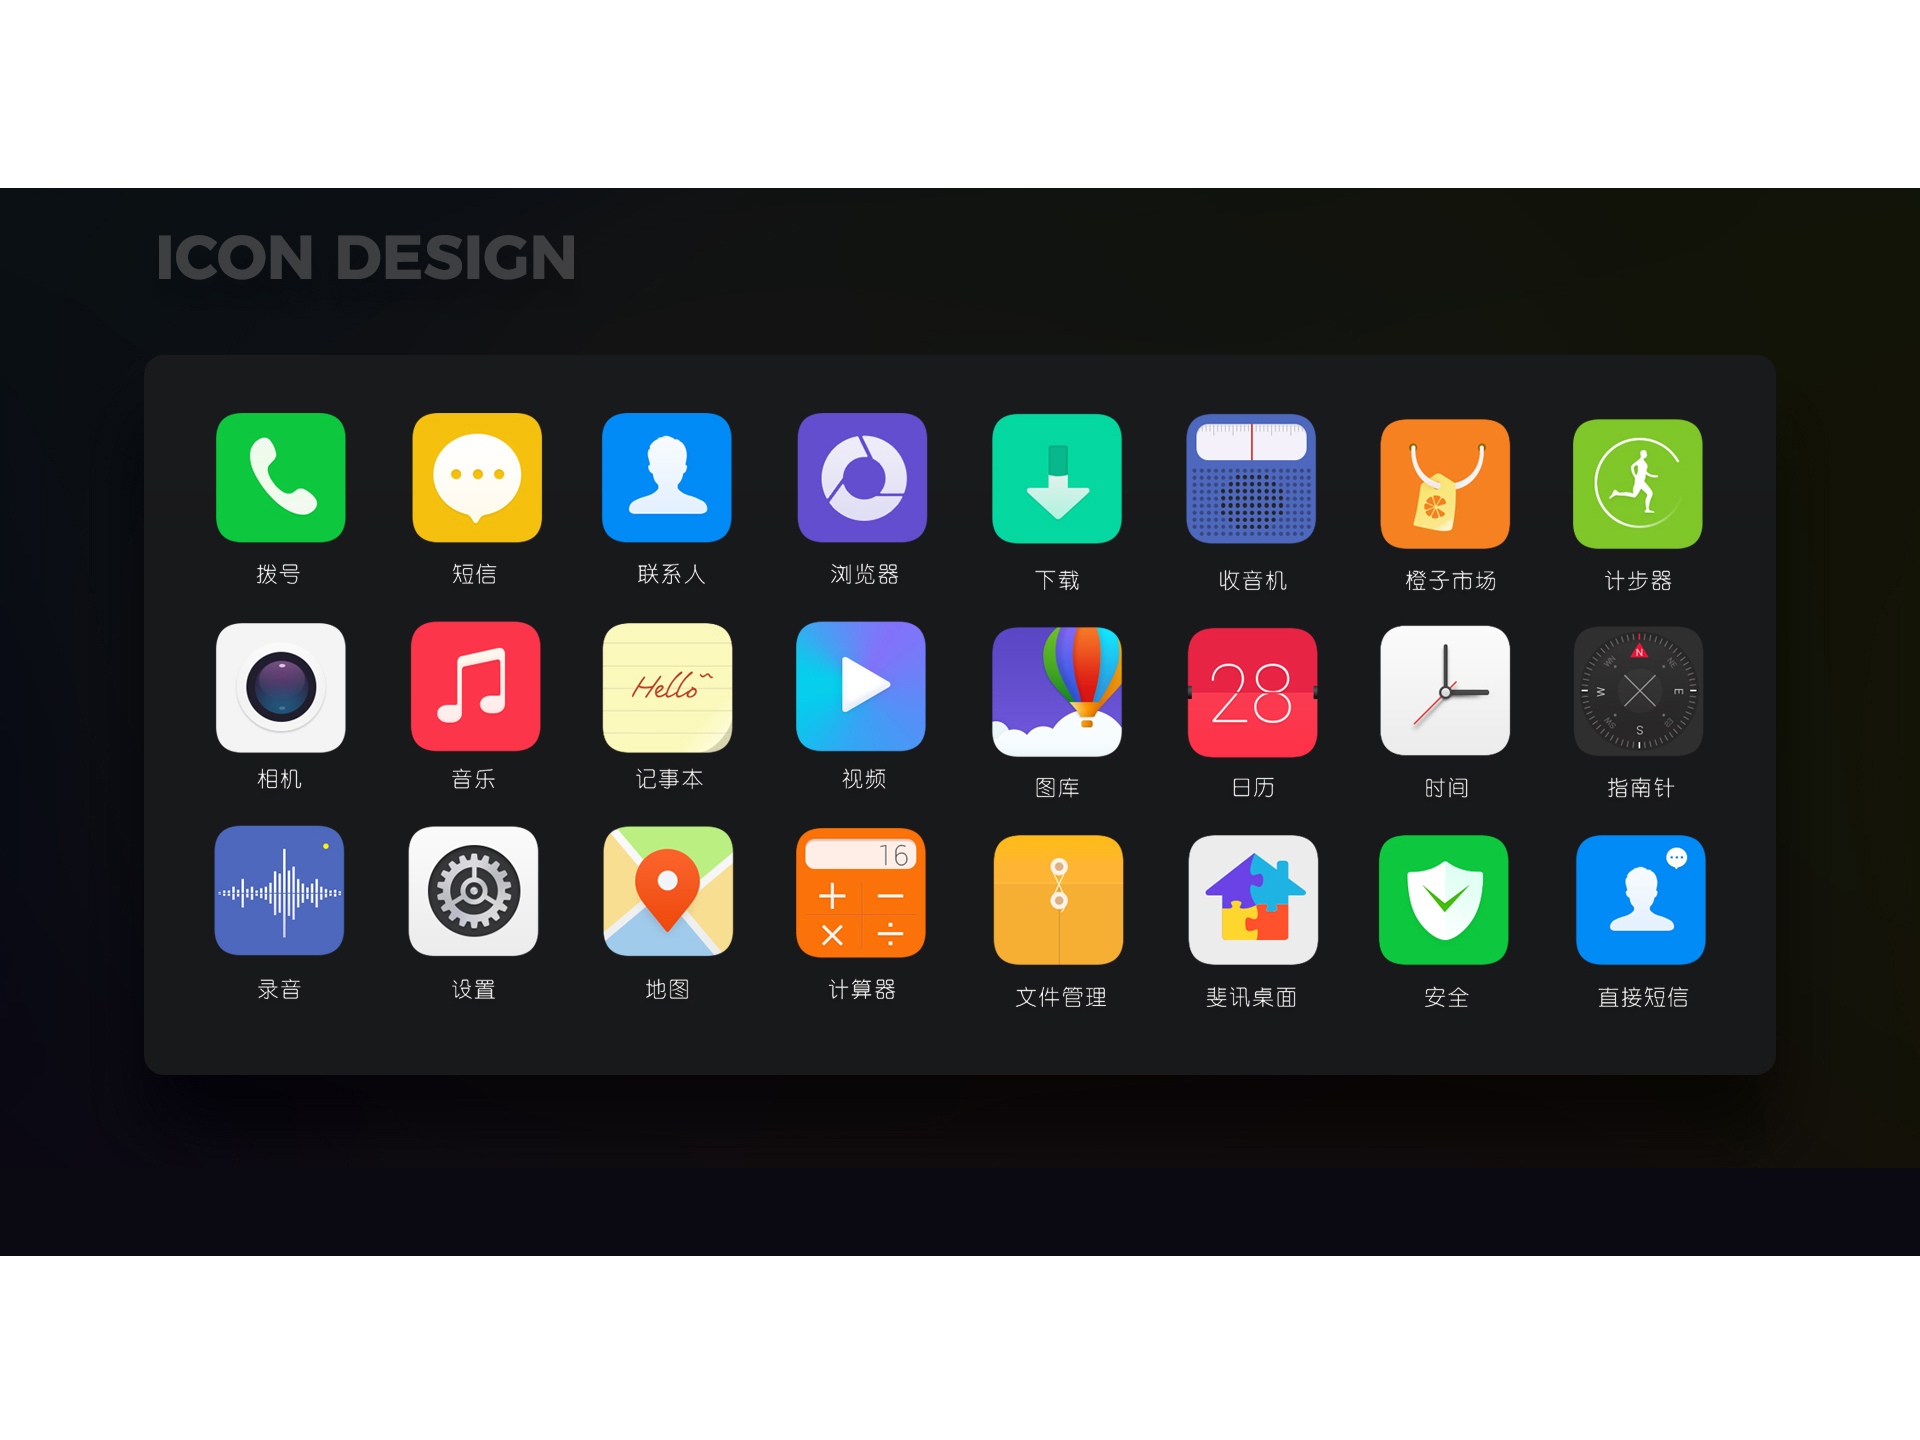 ICON DESIGN
拨号 短信 联系人 浏览器 下载 收音机 橙子市场 计步器
Hello~
28
N
NE
E
S
W
相机 音乐 记事本 视频 图库 日历 时间 指南针
16
+ −
× ÷
录音 设置 地图 计算器 文件管理 斐讯桌面 安全 直接短信